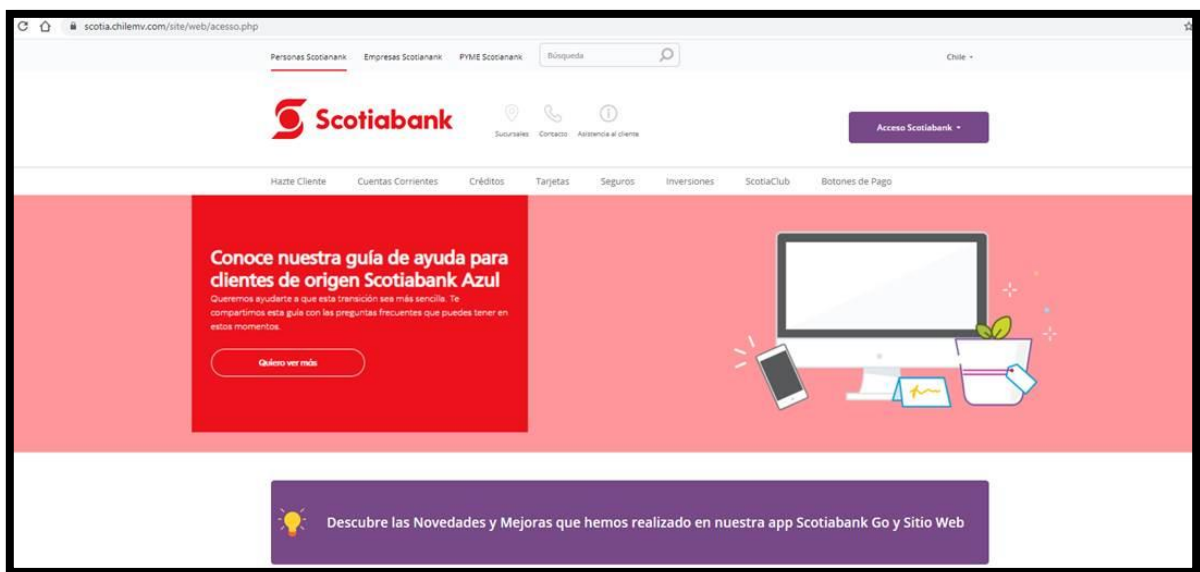 scotia.chilemv.com/site/web/acesso.php
Personas Scotianank Empresas Scotianank PYME Scotianank Búsqueda Chile
Scotiabank
Sucursales Contacto Asistencia al cliente
Acceso Scotiabank
Hazte Cliente Cuentas Corrientes Créditos Tarjetas Seguros Inversiones ScotiaClub Botones de Pago
Conoce nuestra guía de ayuda para
clientes de origen Scotiabank Azul
Queremos ayudarte a que esta transición sea más sencilla. Te
compartimos esta guía con las preguntas frecuentes que puedes tener en
estos momentos.
Quiero ver más
Descubre las Novedades y Mejoras que hemos realizado en nuestra app Scotiabank Go y Sitio Web